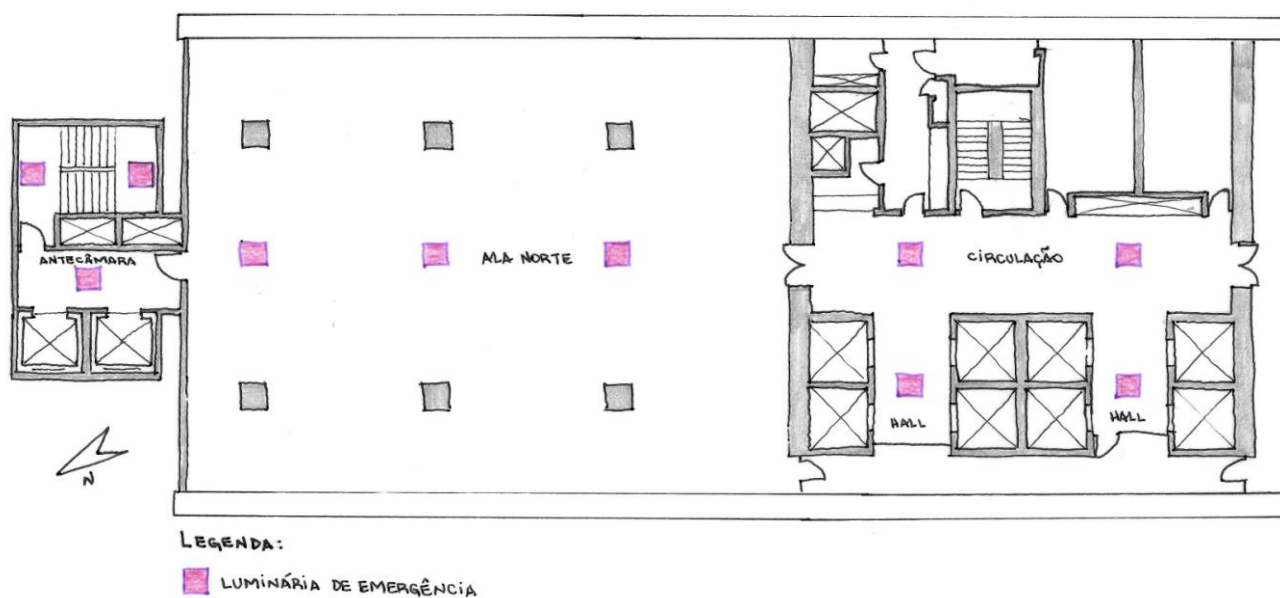 ANTECÂMARA
ALA NORTE
CIRCULAÇÃO
HALL
HALL
N
LEGENDA:
LUMINÁRIA DE EMERGÊNCIA